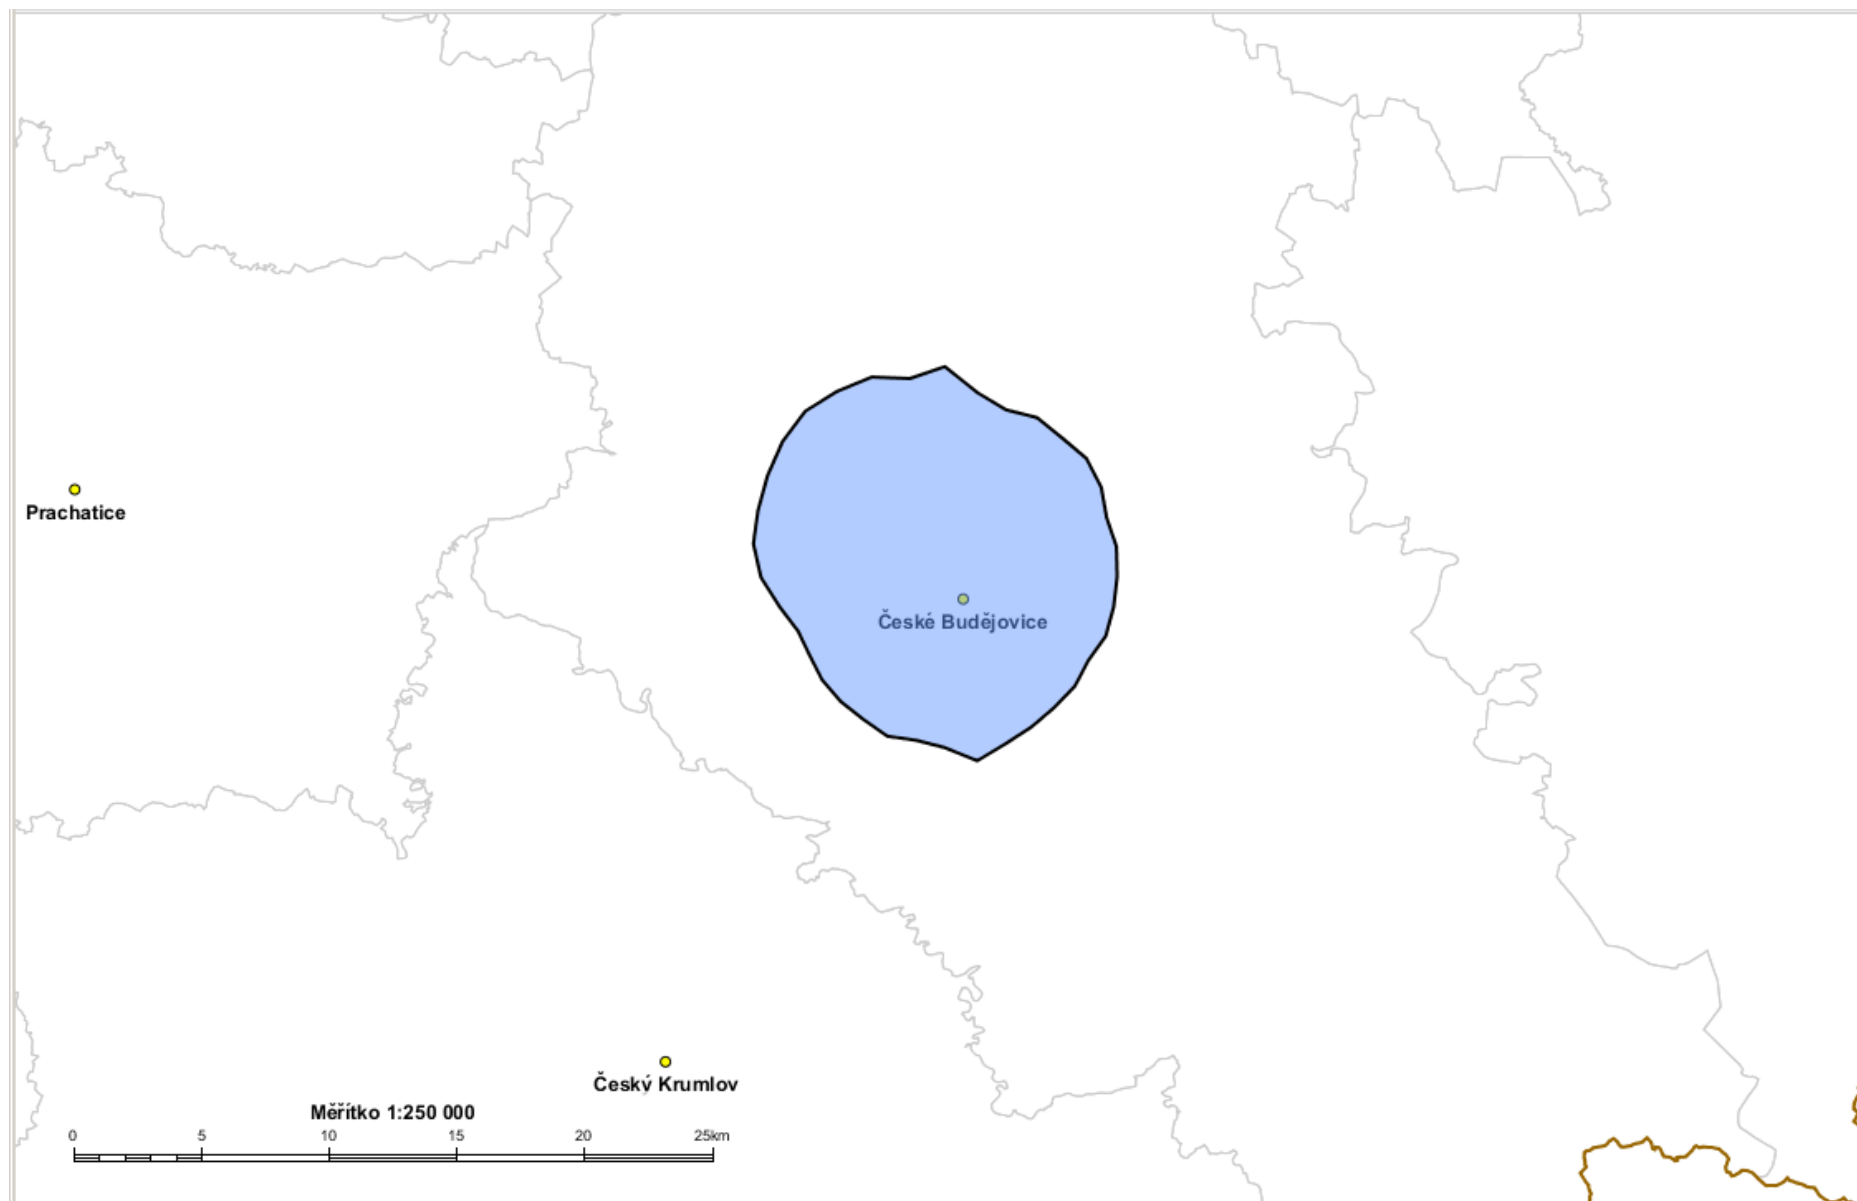 Prachatice
České Budějovice
Český Krumlov
Měřítko 1:250 000
0 5 10 15 20 25km